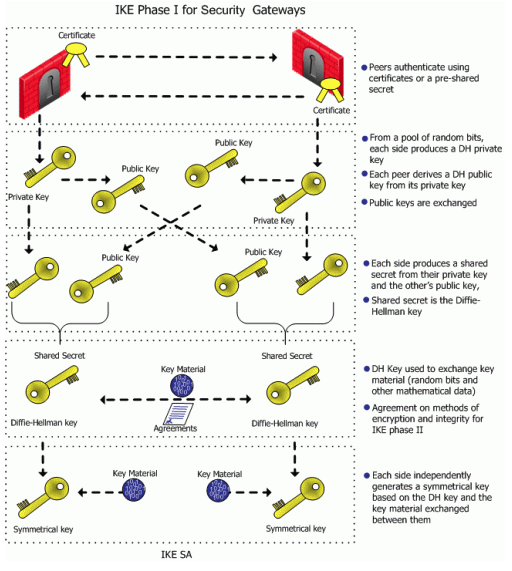 IKE Phase I for Security Gateways
Certificate
Certificate
Peers authenticate using
certificates or a pre-shared
secret
Public Key
Public Key
Private Key
Private Key
From a pool of random bits,
each side produces a DH private
key
Each peer derives a DH public
key from its private key
Public keys are exchanged
Public Key
Public Key
Each side produces a shared
secret from their private key
and the other's public key,
Shared secret is the Diffie-
Hellman key
Shared Secret
Shared Secret
Key Material
Agreements
Diffie-Hellman key
Diffie-Hellman key
DH Key used to exchange key
material (random bits and
other mathematical data)
Agreement on methods of
encryption and integrity for
IKE phase II
Key Material
Key Material
Symmetrical key
Symmetrical key
Each side independently
generates a symmetrical key
based on the DH key and the
key material exchanged
between them
IKE SA